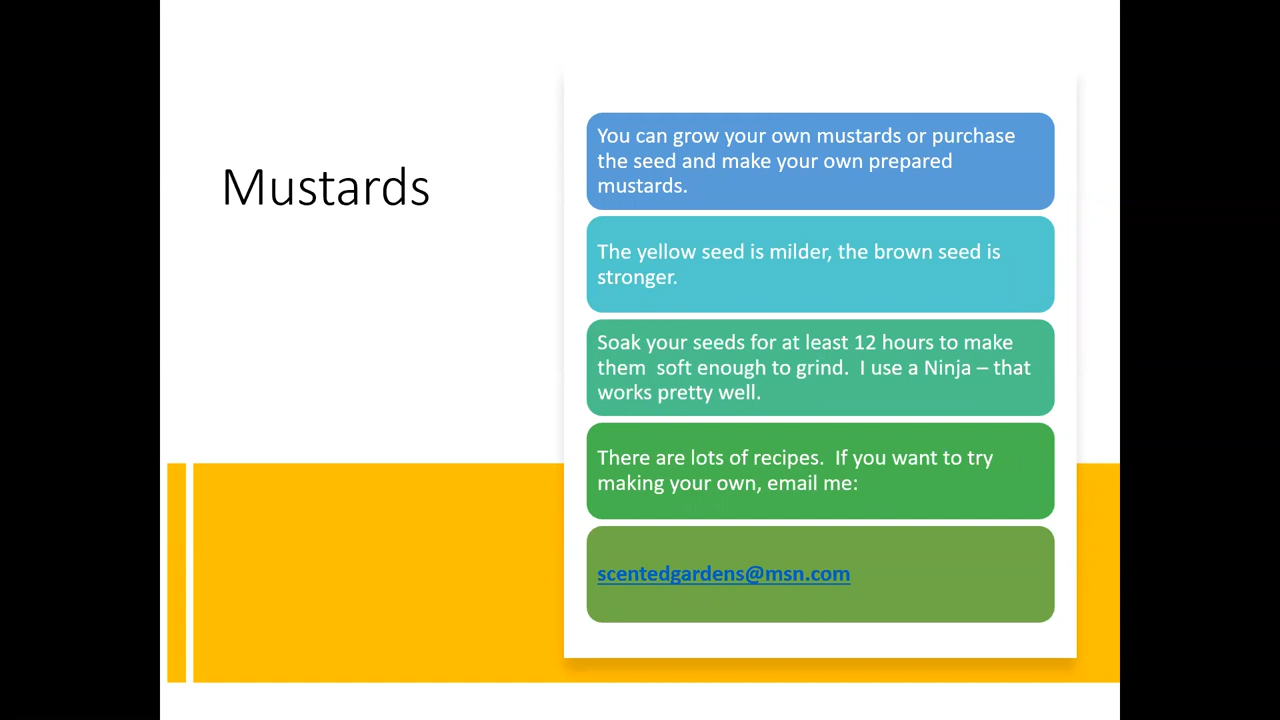 Mustards
You can grow your own mustards or purchase
the seed and make your own prepared
mustards.
The yellow seed is milder, the brown seed is
stronger.
Soak your seeds for at least 12 hours to make
them  soft enough to grind.  I use a Ninja – that
works pretty well.
There are lots of recipes.  If you want to try
making your own, email me:
scentedgardens@msn.com